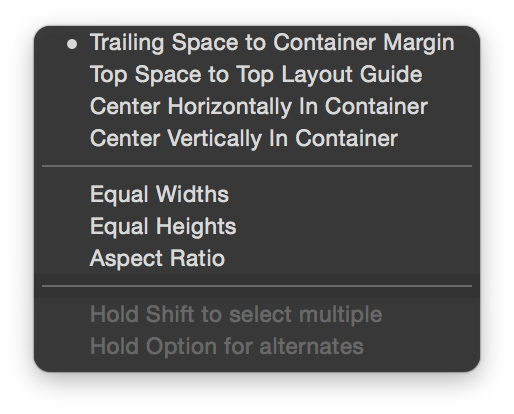 Trailing Space to Container Margin
Top Space to Top Layout Guide
Center Horizontally In Container
Center Vertically In Container
Equal Widths
Equal Heights
Aspect Ratio
Hold Shift to select multiple
Hold Option for alternates